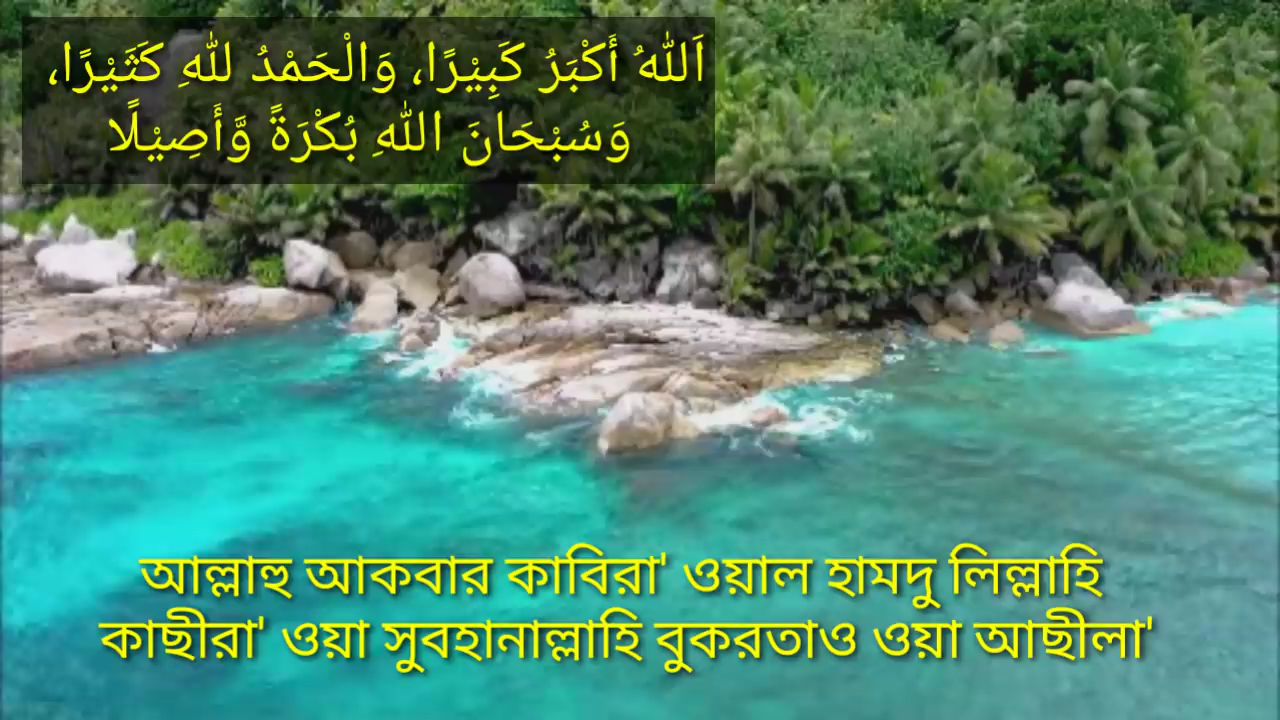 اَللّٰهُ أَكْبَرُ كَبِيْرًا، وَالْحَمْدُ للّٰهِ كَثَيْرًا،
وَسُبْحَانَ اللّٰهِ بُكْرَةً وَّأَصِيْلًا
আল্লাহু আকবার কাবিরা' ওয়াল হামদু লিল্লাহি
কাছীরা' ওয়া সুবহানাল্লাহি বুকরতাও ওয়া আছীলা'